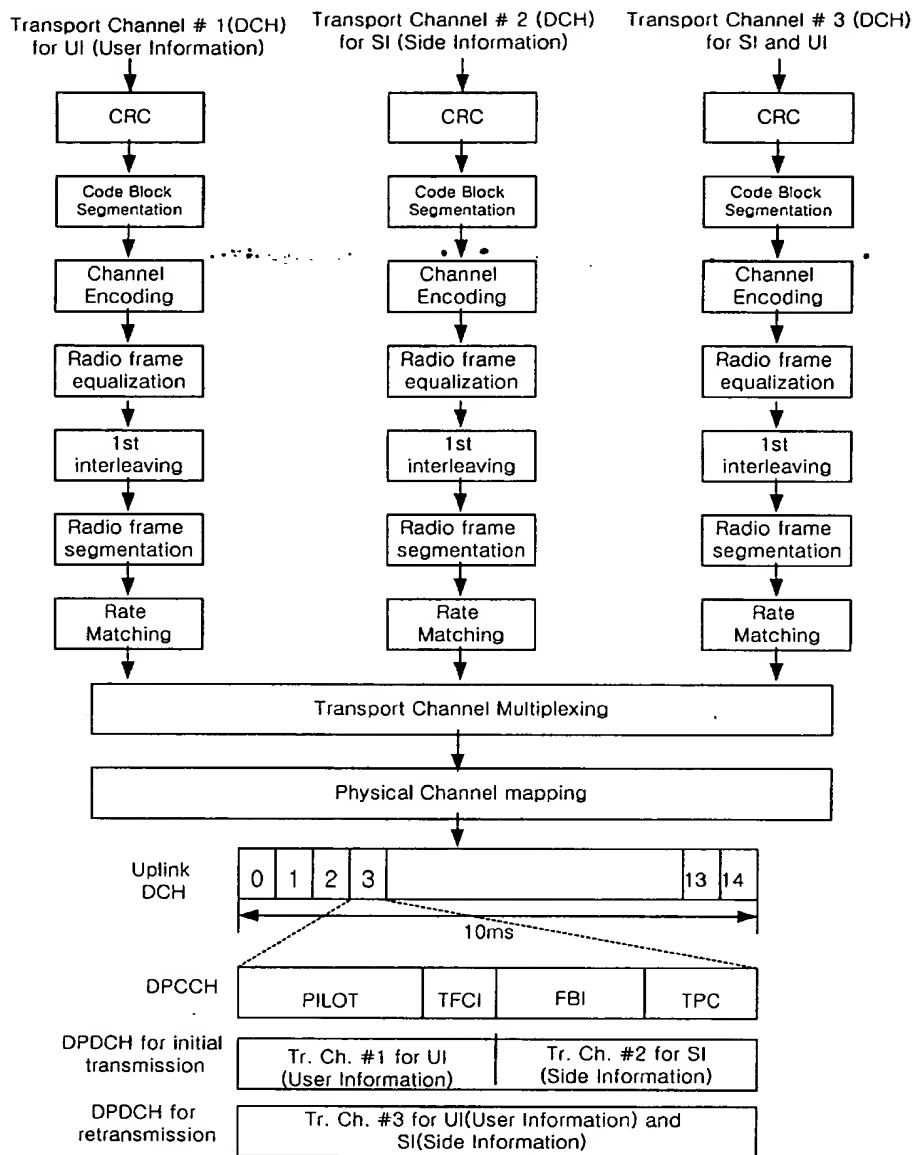 Transport Channel # 1(DCH)
for UI (User Information)
Transport Channel # 2 (DCH)
for SI (Side Information)
Transport Channel # 3 (DCH)
for SI and UI
CRC
CRC
CRC
Code Block
Segmentation
Code Block
Segmentation
Code Block
Segmentation
Channel
Encoding
Channel
Encoding
Channel
Encoding
Radio frame
equalization
Radio frame
equalization
Radio frame
equalization
1st
interleaving
1st
interleaving
1st
interleaving
Radio frame
segmentation
Radio frame
segmentation
Radio frame
segmentation
Rate
Matching
Rate
Matching
Rate
Matching
Transport Channel Multiplexing
Physical Channel mapping
Uplink
DCH
0 1 2 3 13 14
10ms
DPCCH
PILOT TFCI FBI TPC
DPDCH for initial
transmission
Tr. Ch. #1 for UI
(User Information)
Tr. Ch. #2 for SI
(Side Information)
DPDCH for
retransmission
Tr. Ch. #3 for UI(User Information) and
SI(Side Information)